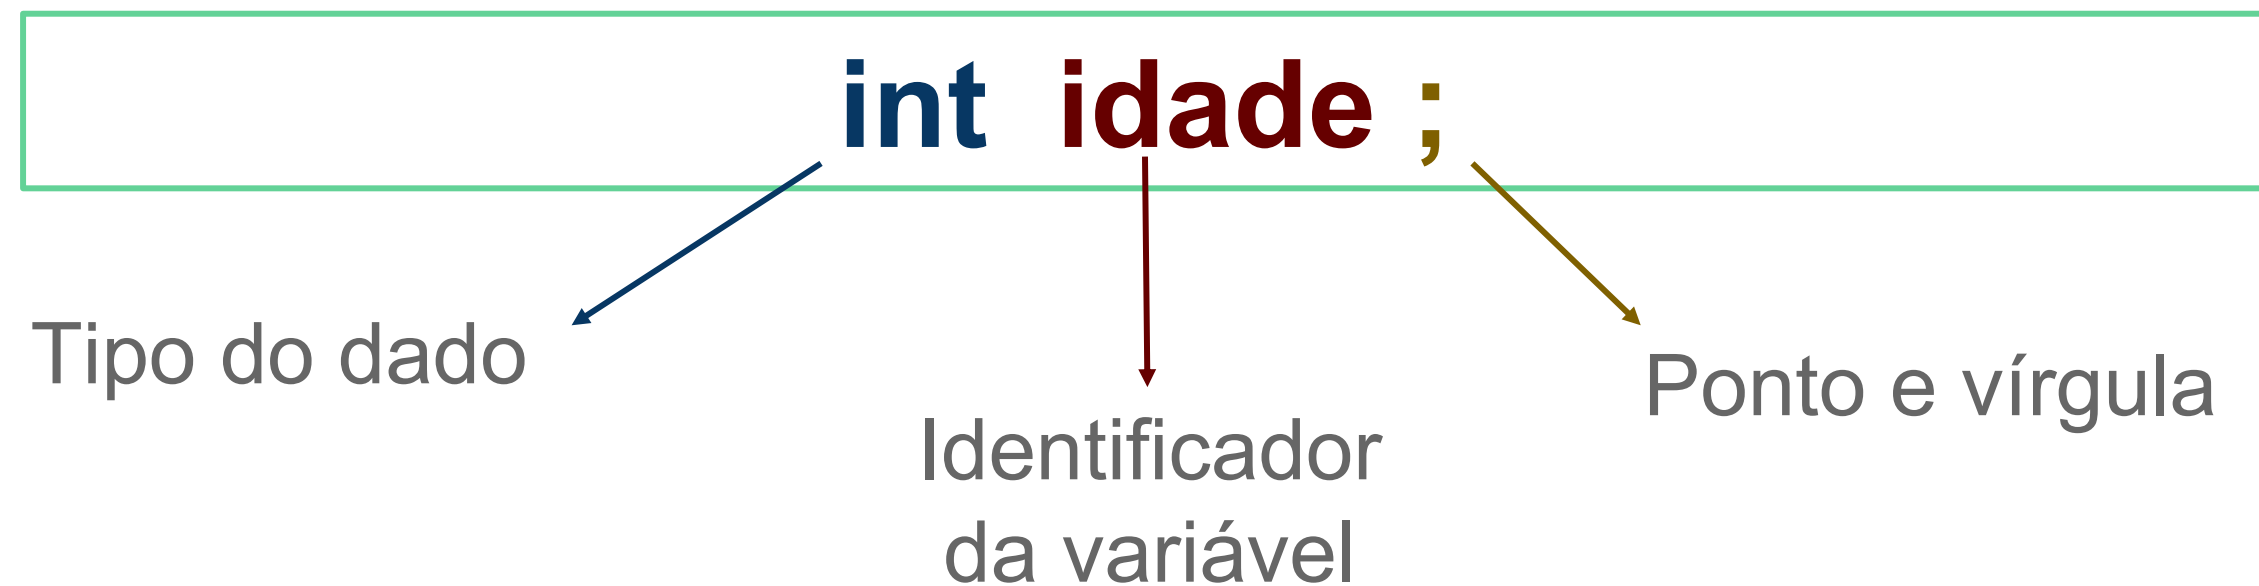 int idade ;
Tipo do dado
Identificador
da variável
Ponto e vírgula